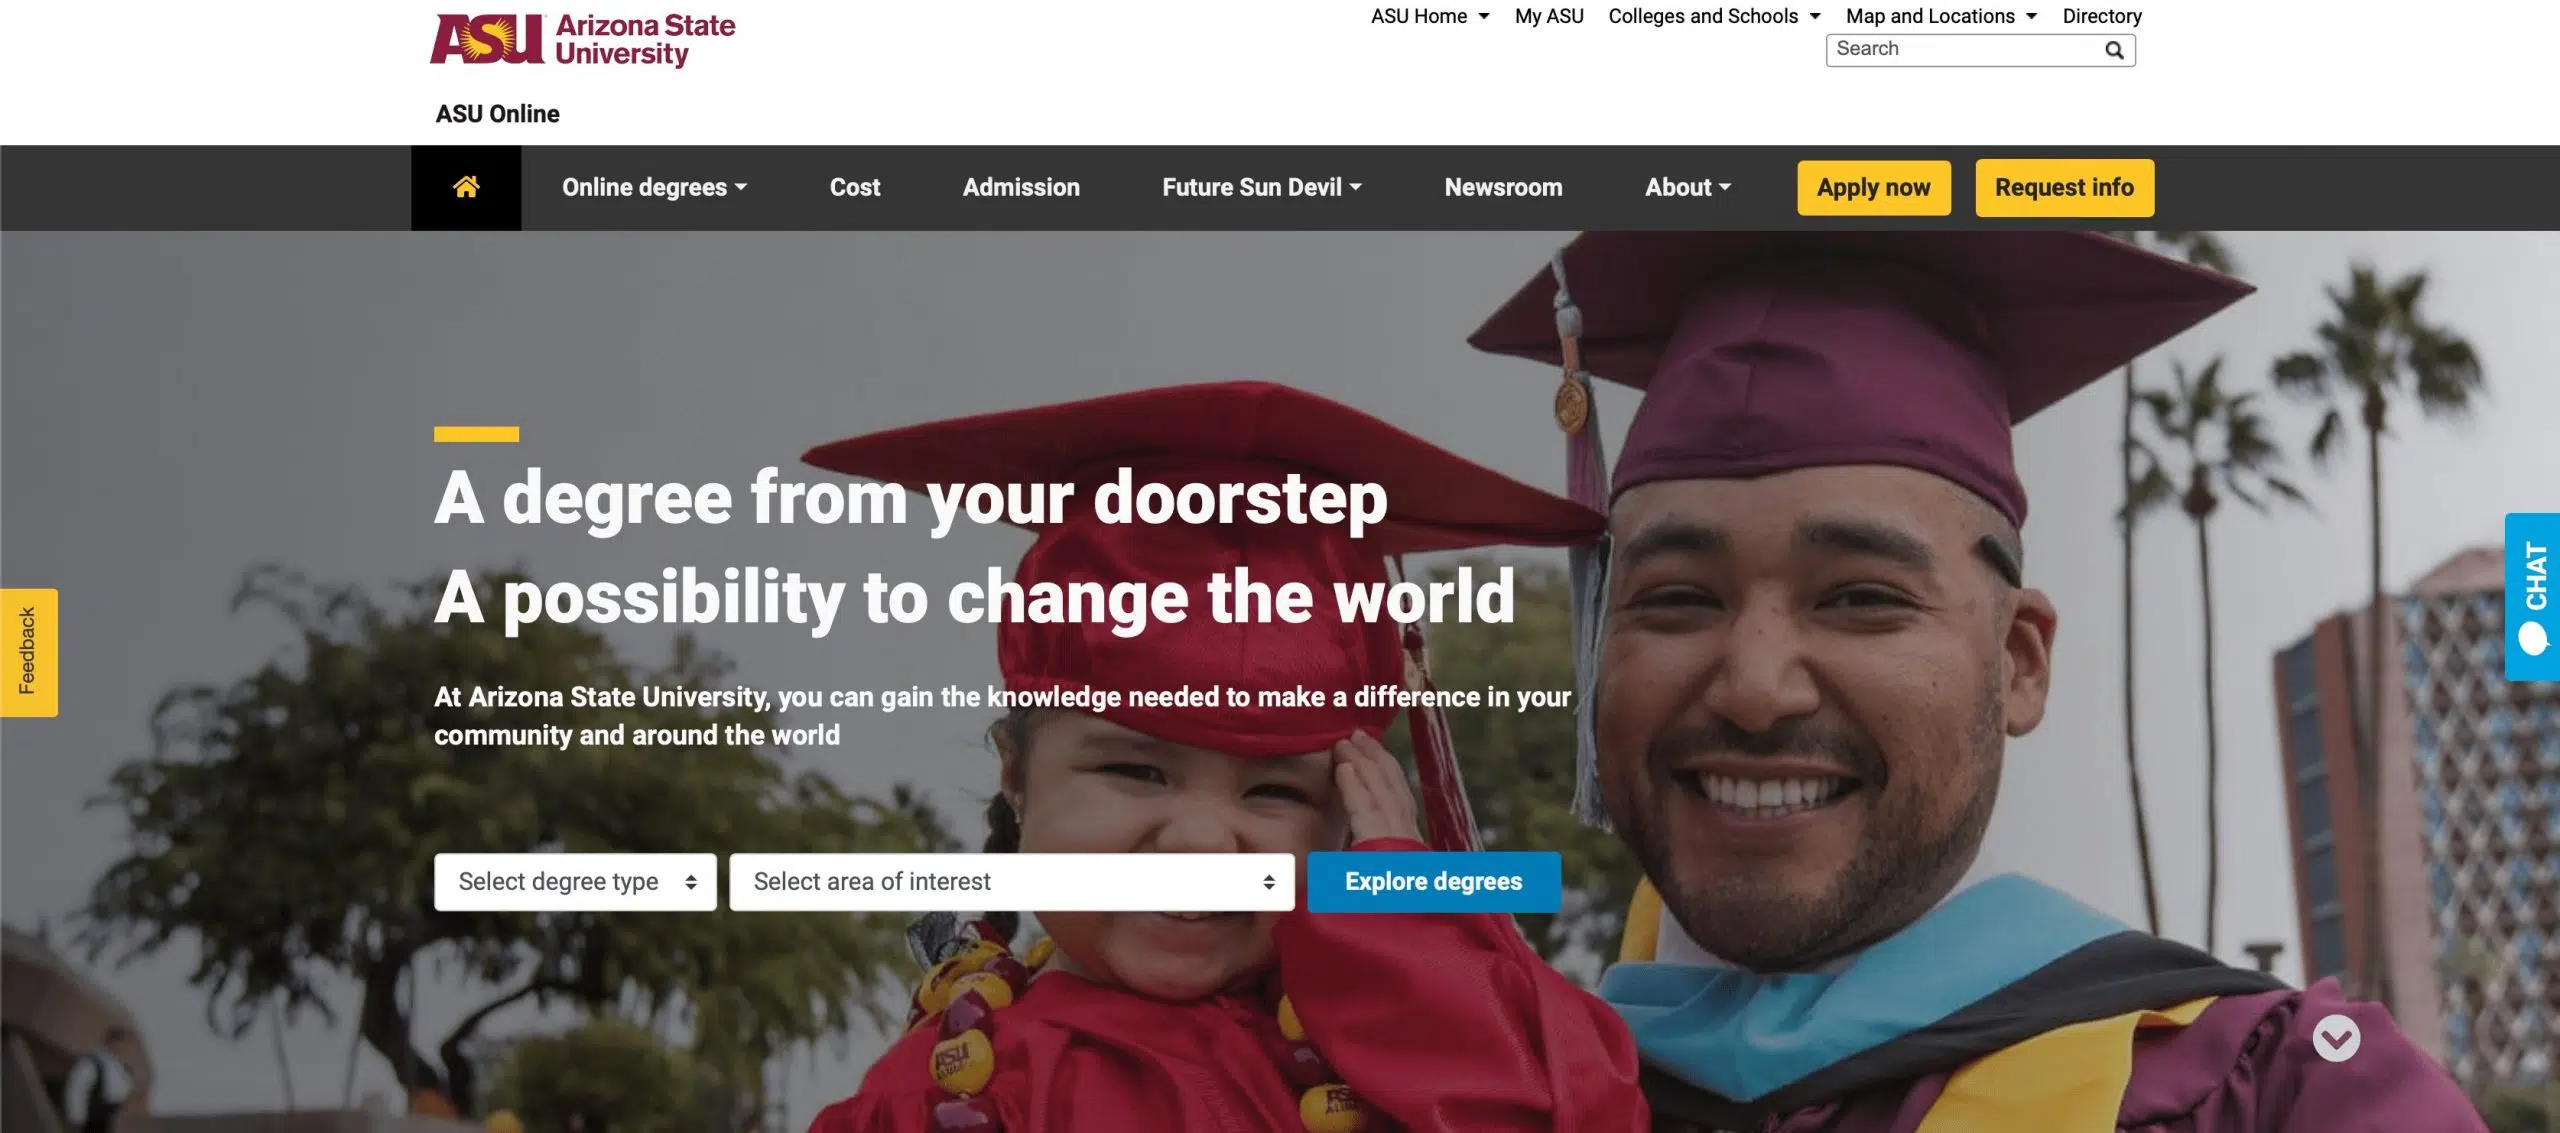 ASU Arizona State
University
ASU Home
My ASU
Colleges and Schools
Map and Locations
Directory
Search
ASU Online
Online degrees
Cost
Admission
Future Sun Devil
Newsroom
About
Apply now
Request info
A degree from your doorstep
A possibility to change the world
At Arizona State University, you can gain the knowledge needed to make a difference in your
community and around the world
Feedback
CHAT
Select degree type
Select area of interest
Explore degrees
ASU